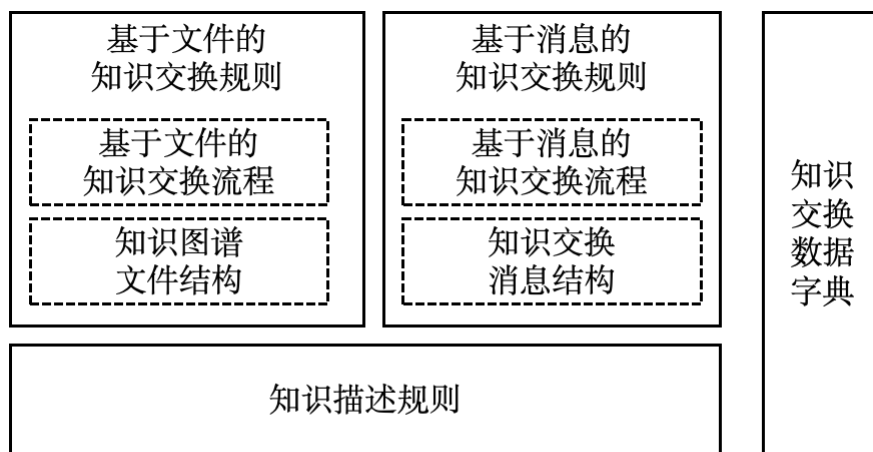 基于文件的
知识交换规则
基于文件的
知识交换流程
知识图谱
文件结构
基于消息的
知识交换规则
基于消息的
知识交换流程
知识交换
消息结构
知识描述规则
知识
交换
数据
字典